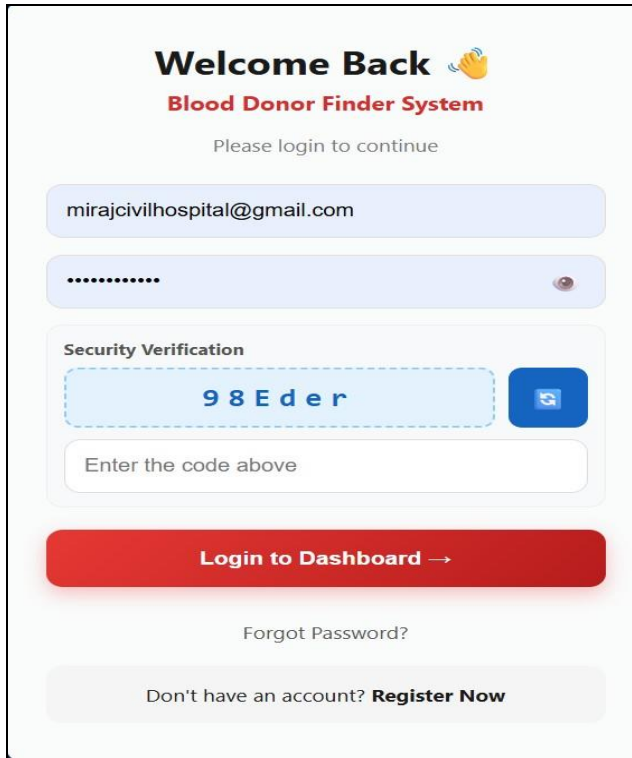 Welcome Back 👋
Blood Donor Finder System
Please login to continue
mirajcivilhospital@gmail.com
••••••••••••
Security Verification
98Eder
Enter the code above
Login to Dashboard →
Forgot Password?
Don't have an account? Register Now